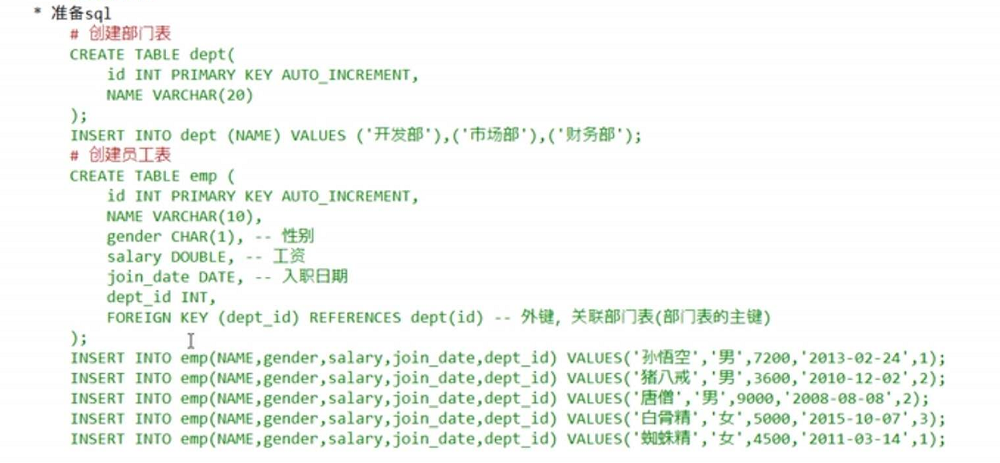 * 准备sql
# 创建部门表
CREATE TABLE dept(
id INT PRIMARY KEY AUTO_INCREMENT,
NAME VARCHAR(20)
);
INSERT INTO dept (NAME) VALUES ('开发部'),('市场部'),('财务部');
# 创建员工表
CREATE TABLE emp (
id INT PRIMARY KEY AUTO_INCREMENT,
NAME VARCHAR(10),
gender CHAR(1), -- 性别
salary DOUBLE, -- 工资
join_date DATE, -- 入职日期
dept_id INT,
FOREIGN KEY (dept_id) REFERENCES dept(id) -- 外键, 关联部门表(部门表的主键)
);
INSERT INTO emp(NAME,gender,salary,join_date,dept_id) VALUES('孙悟空','男',7200,'2013-02-24',1);
INSERT INTO emp(NAME,gender,salary,join_date,dept_id) VALUES('猪八戒','男',3600,'2010-12-02',2);
INSERT INTO emp(NAME,gender,salary,join_date,dept_id) VALUES('唐僧','男',9000,'2008-08-08',2);
INSERT INTO emp(NAME,gender,salary,join_date,dept_id) VALUES('白骨精','女',5000,'2015-10-07',3);
INSERT INTO emp(NAME,gender,salary,join_date,dept_id) VALUES('蜘蛛精','女',4500,'2011-03-14',1);